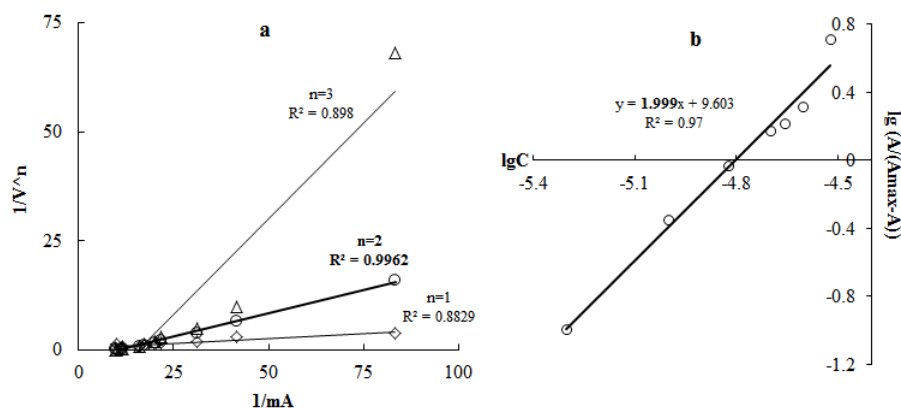 a
75
50
25
0
0
25
50
75
100
1/V^n
1/mA
n=3
R² = 0.898
n=2
R² = 0.9962
n=1
R² = 0.8829
b
0.8
0.4
0
-0.4
-0.8
-1.2
-5.4
-5.1
-4.8
-4.5
lgC
lg (A/(Amax-A))
y = 1.999x + 9.603
R² = 0.97